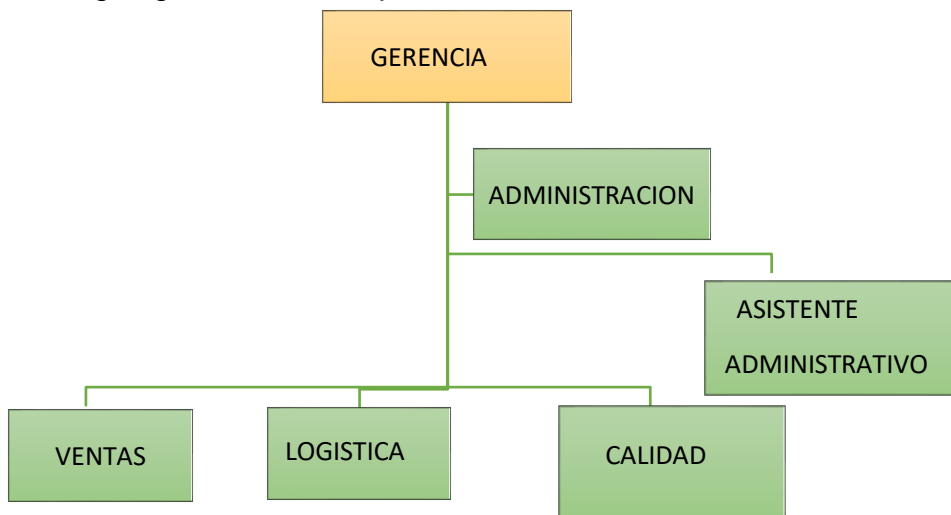 GERENCIA
ADMINISTRACION
ASISTENTE
ADMINISTRATIVO
VENTAS
LOGISTICA
CALIDAD